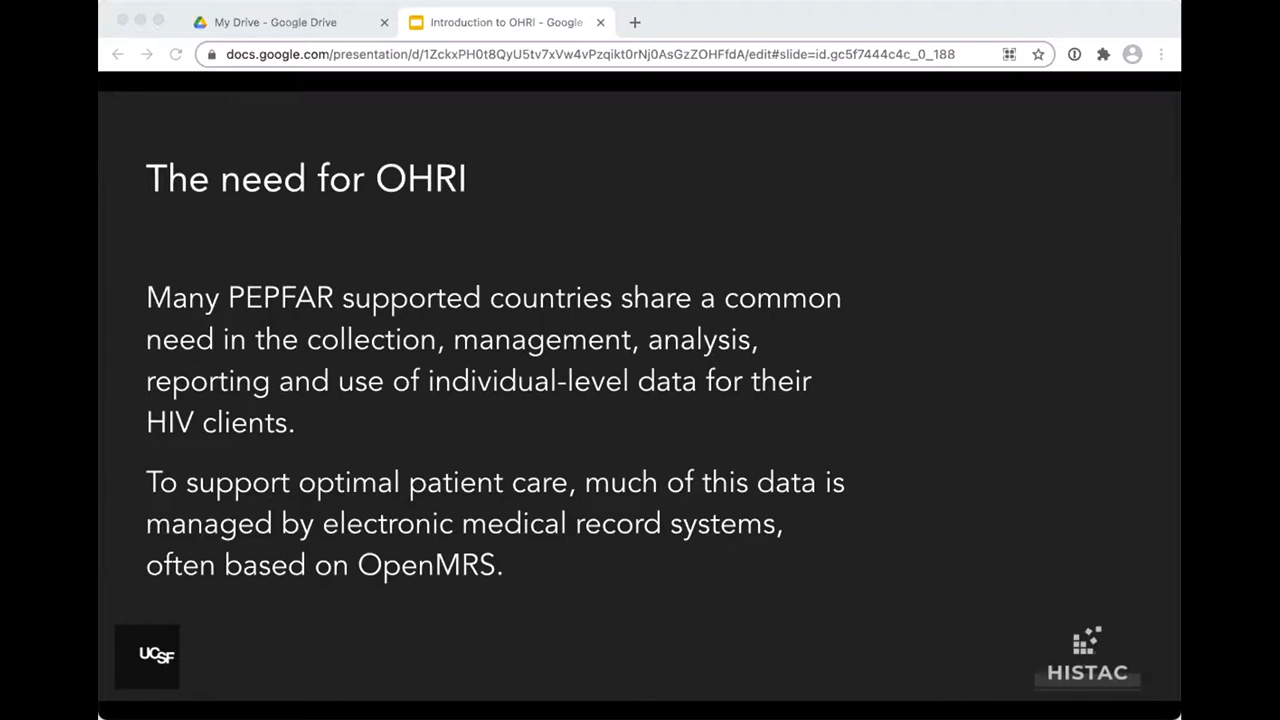 My Drive - Google Drive
Introduction to OHRI - Google
docs.google.com/presentation/d/1ZckxPH0t8QyU5tv7xVw4vPzqikt0rNj0AsGzZOHFfdA/edit#slide=id.gc5f7444c4c_0_188
The need for OHRI
Many PEPFAR supported countries share a common
need in the collection, management, analysis,
reporting and use of individual-level data for their
HIV clients.
To support optimal patient care, much of this data is
managed by electronic medical record systems,
often based on OpenMRS.
UCSF
HISTAC